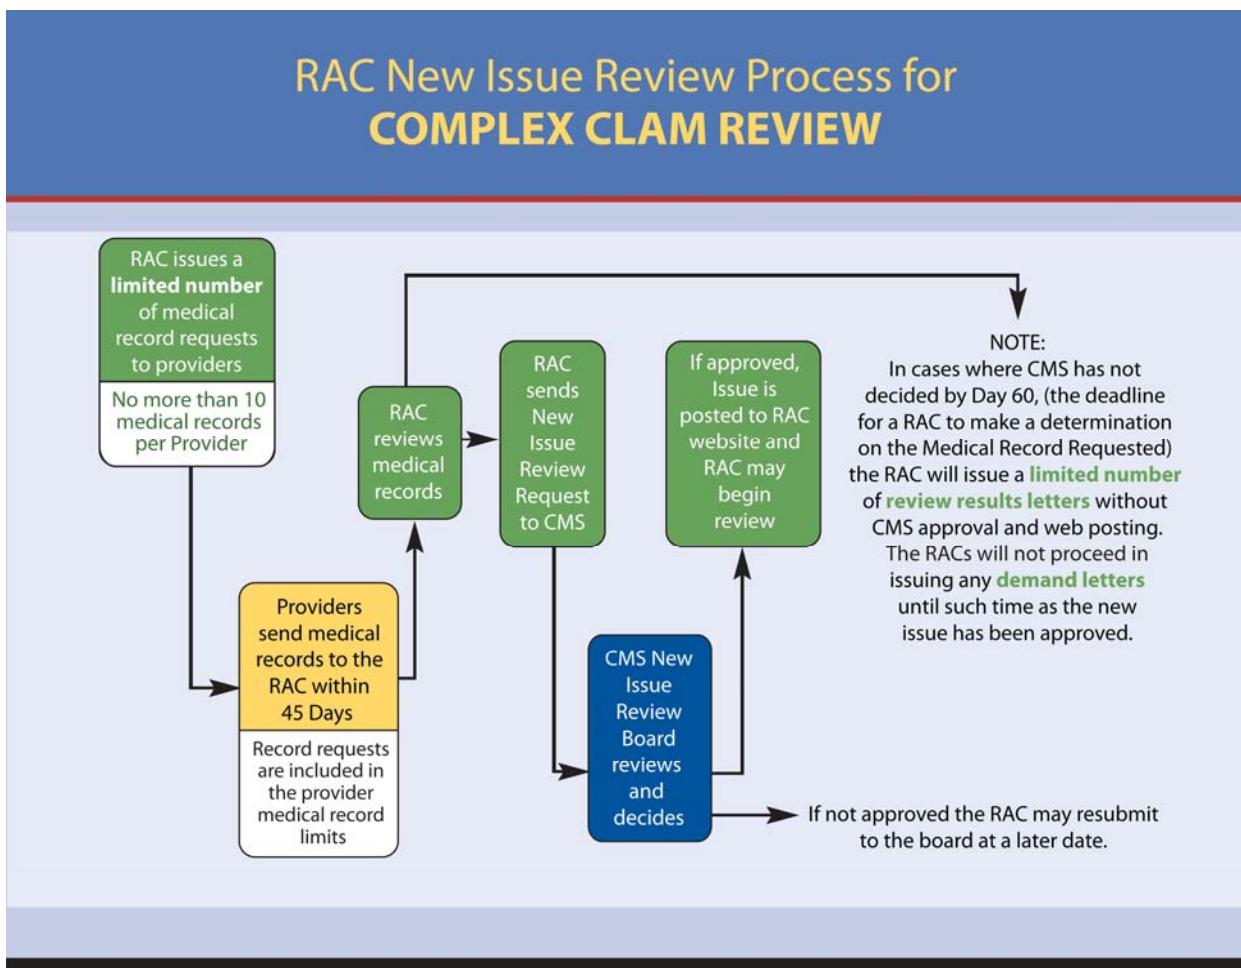 RAC New Issue Review Process for
COMPLEX CLAM REVIEW
RAC issues a
limited number
of medical
record requests
to providers
No more than 10
medical records
per Provider
Providers
send medical
records to the
RAC within
45 Days
Record requests
are included in
the provider
medical record
limits
RAC
reviews
medical
records
RAC
sends
New
Issue
Review
Request
to CMS
CMS New
Issue
Review
Board
reviews
and
decides
If approved,
Issue is
posted to RAC
website and
RAC may
begin
review
If not approved the RAC may resubmit
to the board at a later date.
NOTE:
In cases where CMS has not
decided by Day 60, (the deadline
for a RAC to make a determination
on the Medical Record Requested)
the RAC will issue a limited number
of review results letters without
CMS approval and web posting.
The RACs will not proceed in
issuing any demand letters
until such time as the new
issue has been approved.